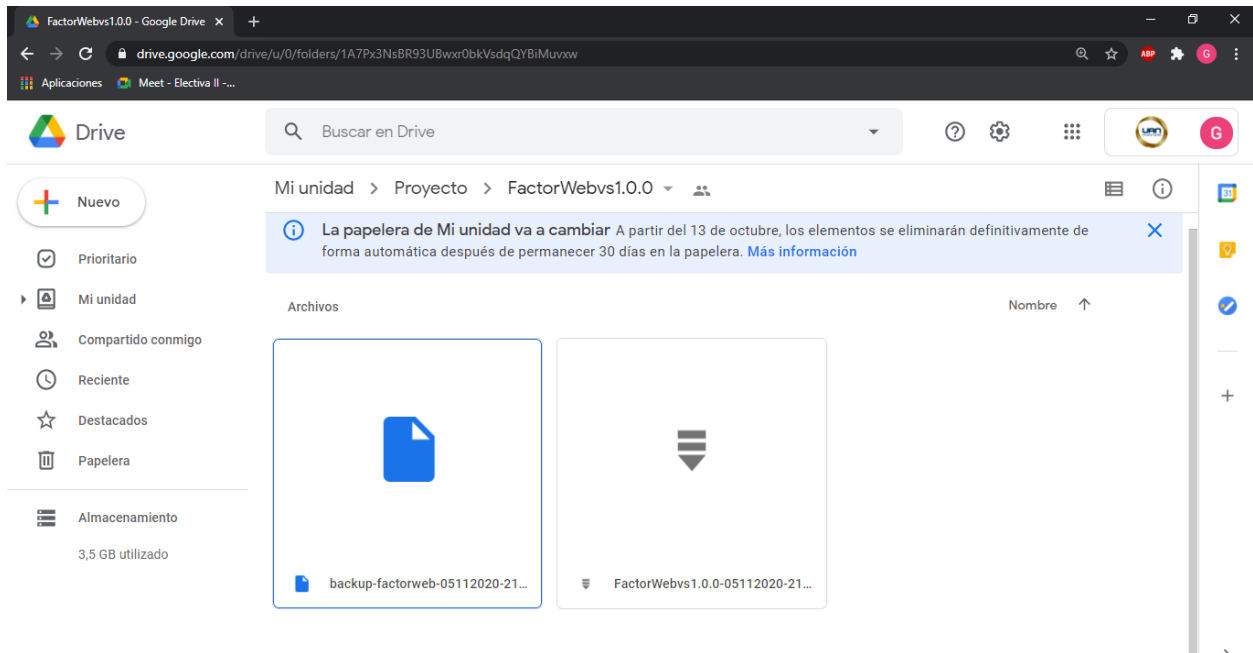 FactorWebvs1.0.0 - Google Drive
drive.google.com/drive/u/0/folders/1A7Px3NsBR93UBwxr0bkVsdqQYBiMuvxw
ABP
G
Aplicaciones
Meet - Electiva II -...
Drive
Buscar en Drive
UAN
G
Nuevo
Mi unidad > Proyecto > FactorWebvs1.0.0
31
La papelera de Mi unidad va a cambiar A partir del 13 de octubre, los elementos se eliminarán definitivamente de
forma automática después de permanecer 30 días en la papelera. Más información
Prioritario
Mi unidad
Compartido conmigo
Reciente
Destacados
Papelera
Almacenamiento
3,5 GB utilizado
Archivos
Nombre
backup-factorweb-05112020-21...
FactorWebvs1.0.0-05112020-21...